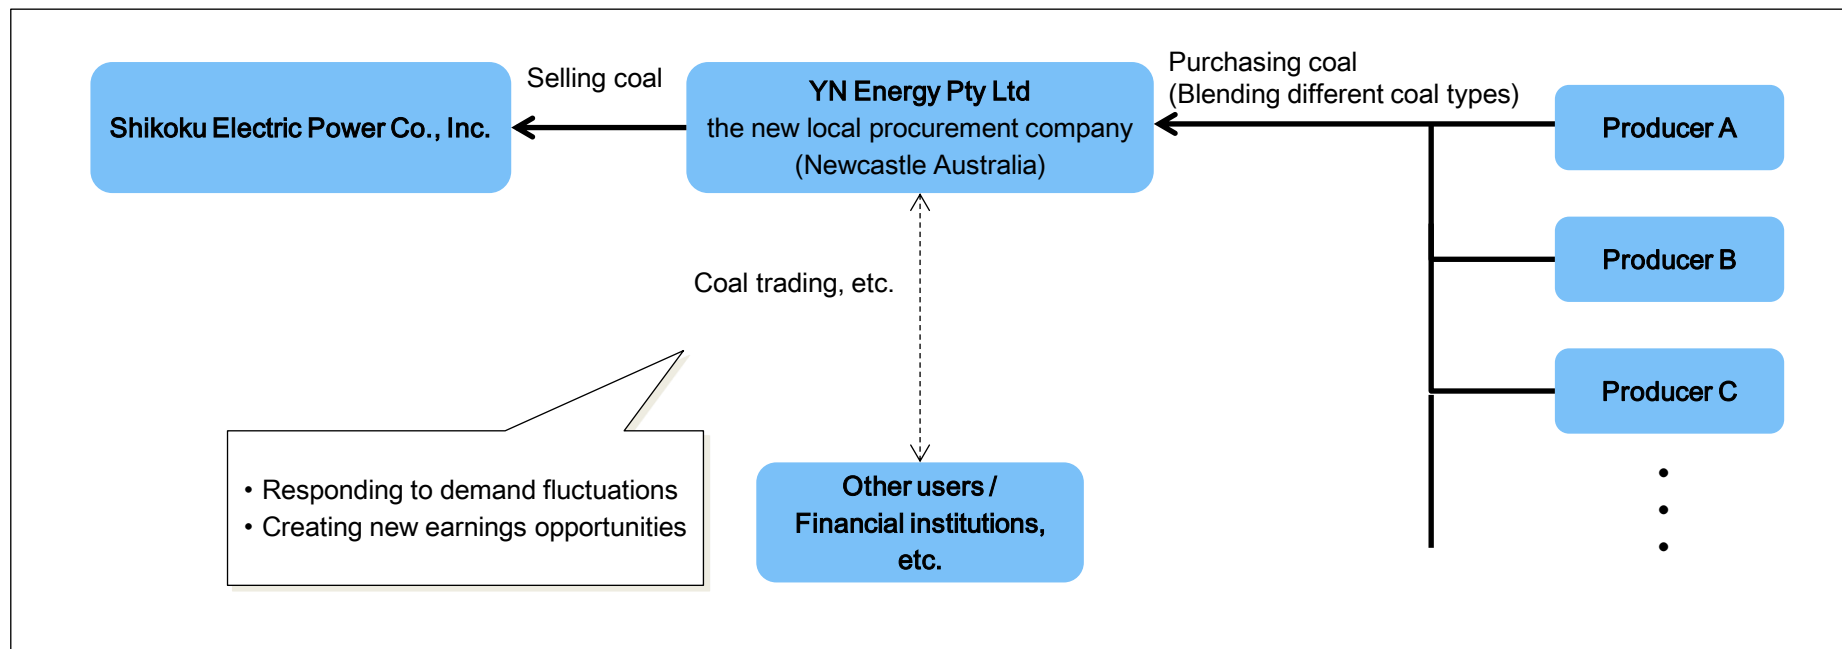 Shikoku Electric Power Co., Inc.
Selling coal
YN Energy Pty Ltd
the new local procurement company
(Newcastle Australia)
Purchasing coal
(Blending different coal types)
Producer A
Producer B
Producer C
Coal trading, etc.
• Responding to demand fluctuations
• Creating new earnings opportunities
Other users /
Financial institutions,
etc.